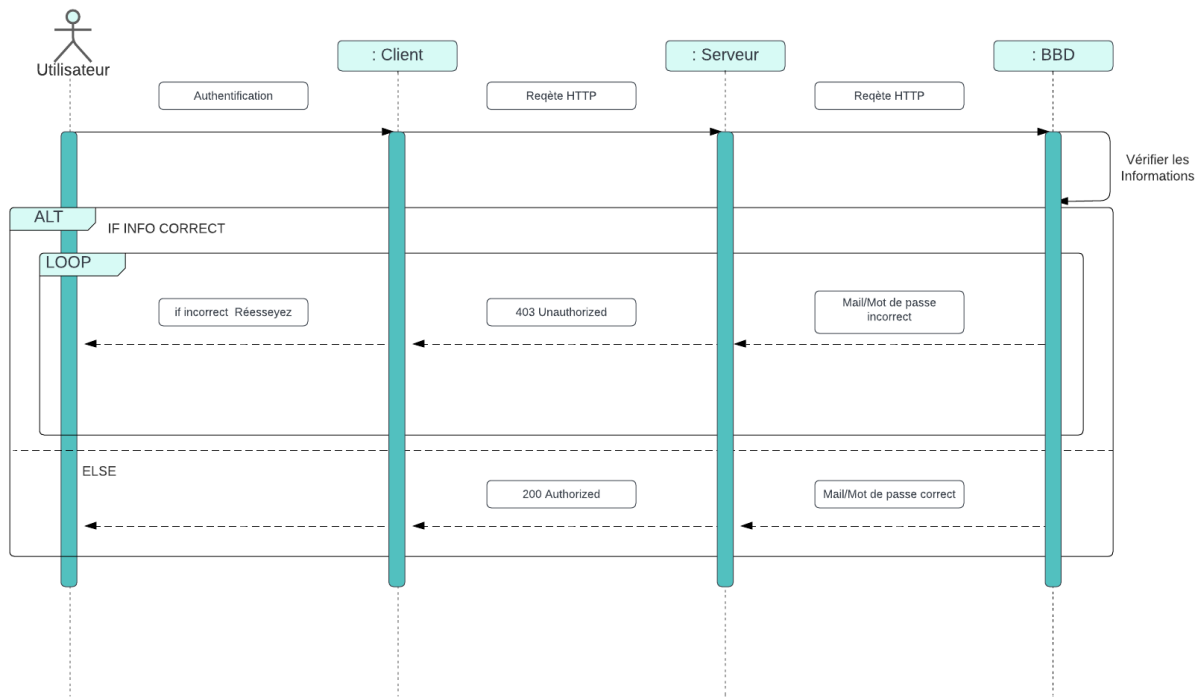 Utilisateur
: Client
: Serveur
: BBD
Authentification
Reqète HTTP
Reqète HTTP
Vérifier les
Informations
ALT
IF INFO CORRECT
LOOP
if incorrect Réesseyez
403 Unauthorized
Mail/Mot de passe
incorrect
ELSE
200 Authorized
Mail/Mot de passe correct